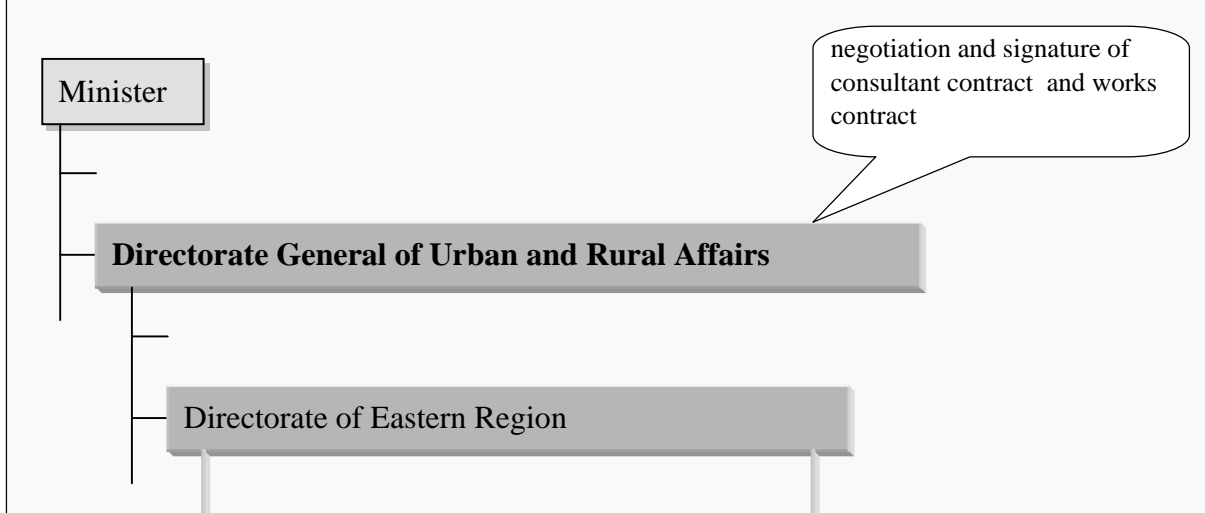 negotiation and signature of
consultant contract and works
contract
Minister
Directorate General of Urban and Rural Affairs
Directorate of Eastern Region